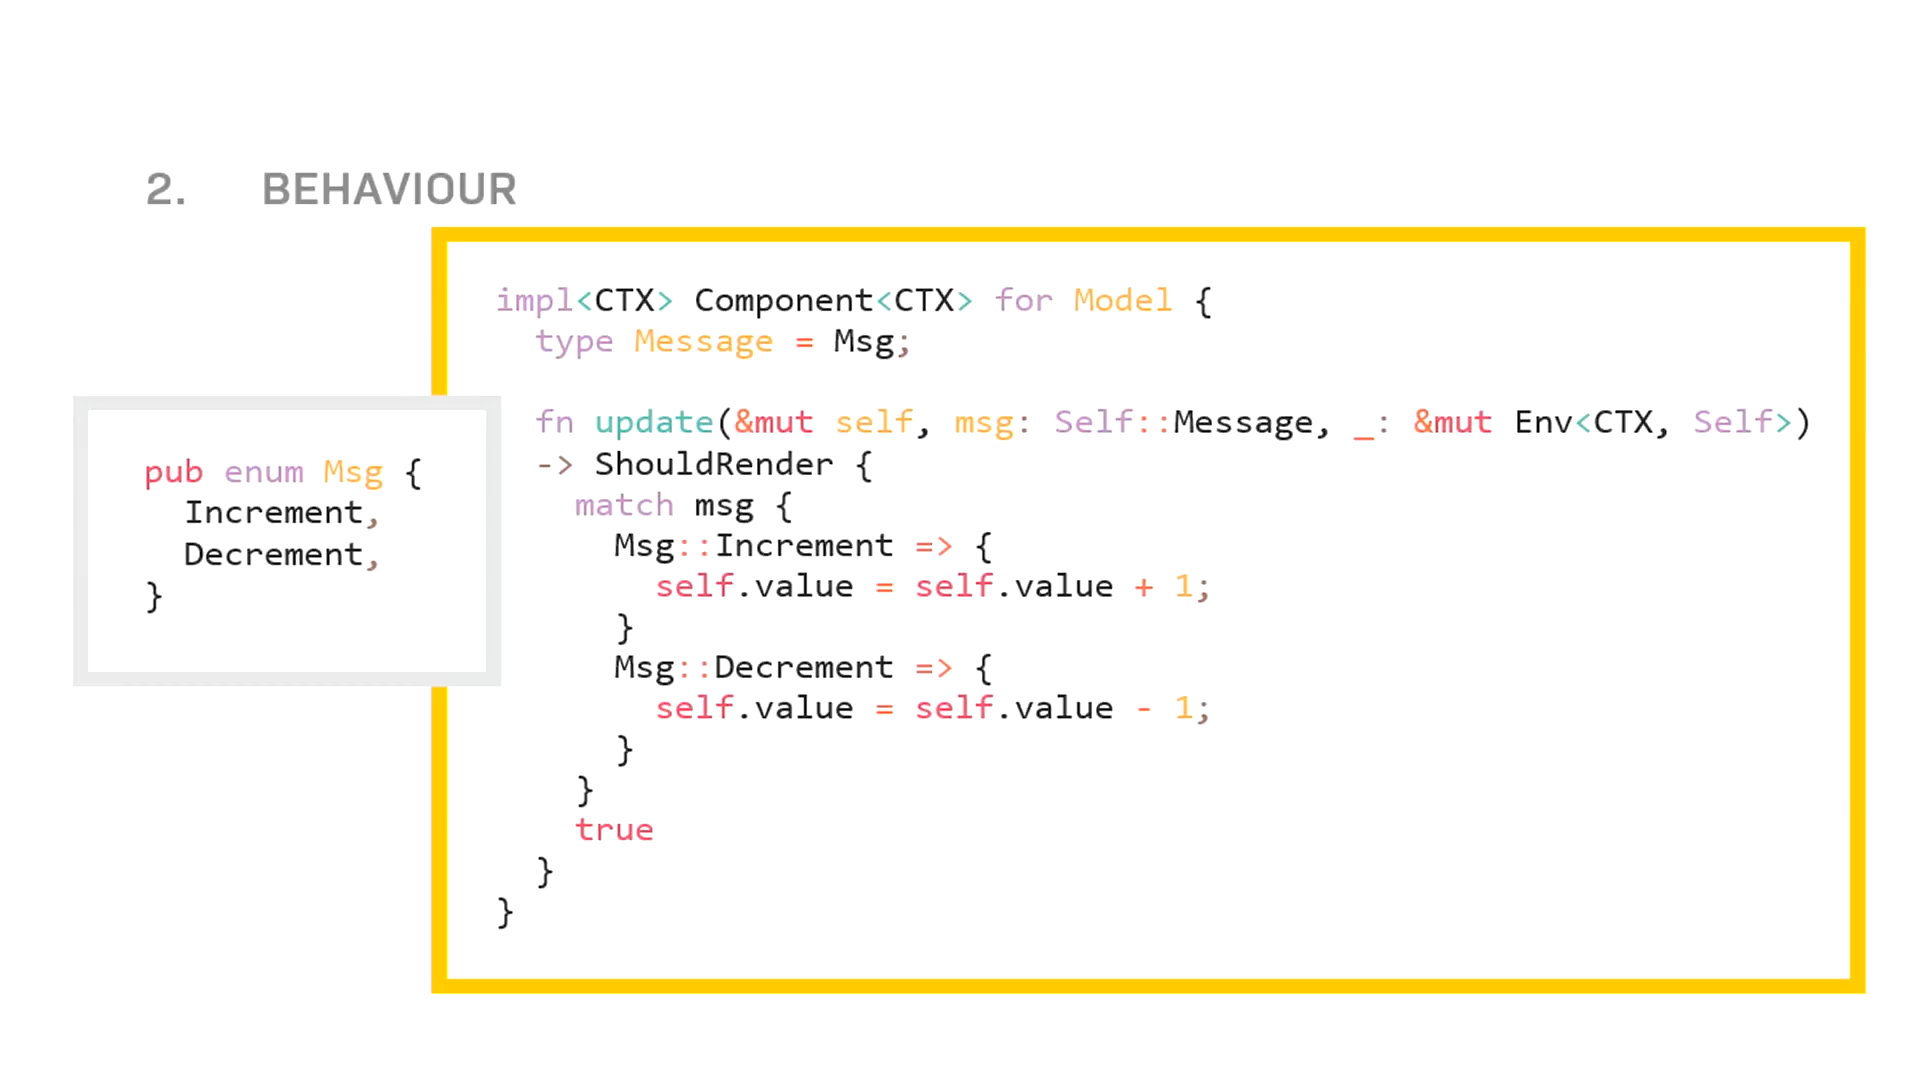 2. BEHAVIOUR
pub enum Msg {
  Increment,
  Decrement,
}
impl<CTX> Component<CTX> for Model {
  type Message = Msg;

  fn update(&mut self, msg: Self::Message, _: &mut Env<CTX, Self>)
  -> ShouldRender {
    match msg {
      Msg::Increment => {
        self.value = self.value + 1;
      }
      Msg::Decrement => {
        self.value = self.value - 1;
      }
    }
    true
  }
}